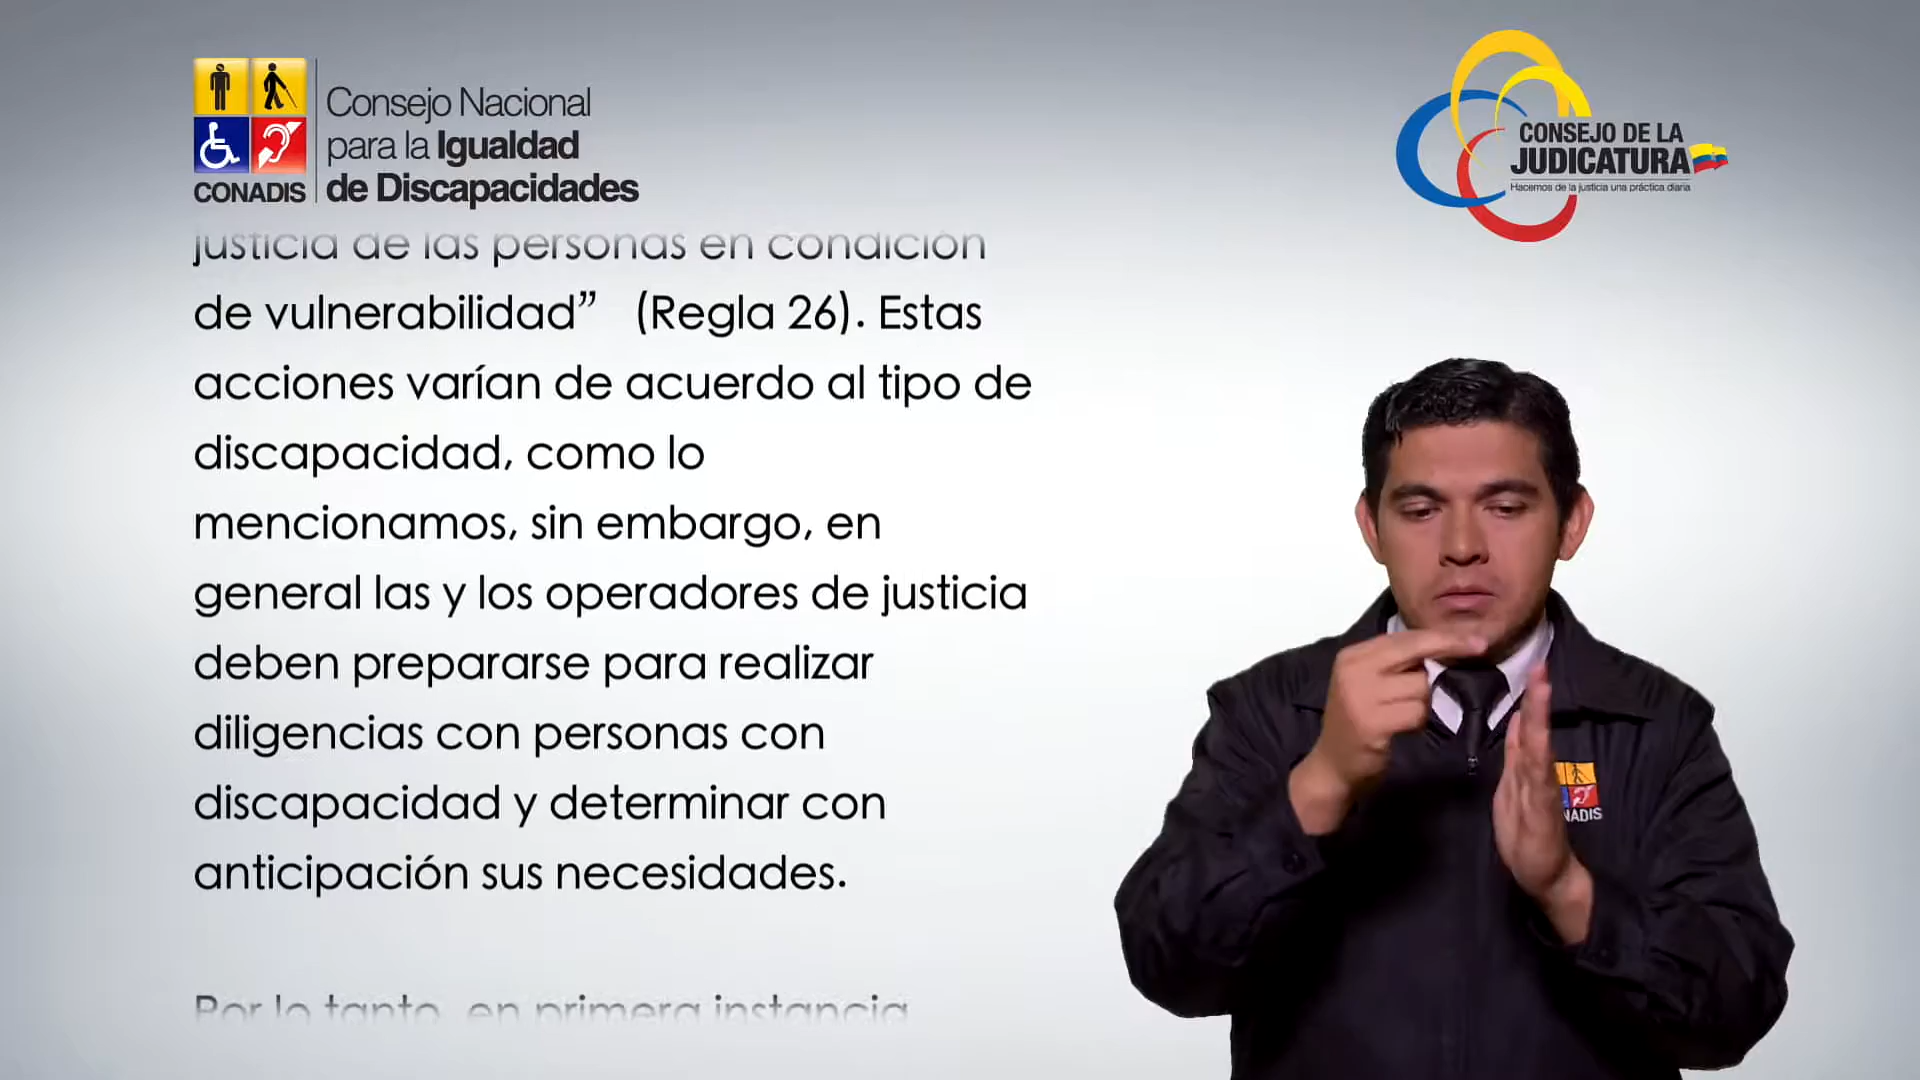 Consejo Nacional
para la Igualdad
de Discapacidades
CONADIS
CONSEJO DE LA
JUDICATURA
Hacemos de la justicia una práctica diaria
justicia de las personas en condición
de vulnerabilidad” (Regla 26). Estas
acciones varían de acuerdo al tipo de
discapacidad, como lo
mencionamos, sin embargo, en
general las y los operadores de justicia
deben prepararse para realizar
diligencias con personas con
discapacidad y determinar con
anticipación sus necesidades.
Por lo tanto, en primera instancia
NADIS